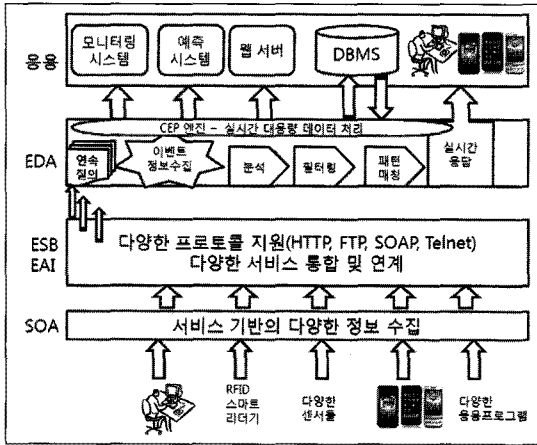 응용
모니터링
시스템
예측
시스템
웹 서버
DBMS
EDA
CEP 엔진 – 실시간 대용량 데이터 처리
연속
질의
이벤트
정보수집
분석
필터링
패턴
매칭
실시간
응답
ESB
EAI
다양한 프로토콜 지원(HTTP, FTP, SOAP, Telnet)
다양한 서비스 통합 및 연계
SOA
서비스 기반의 다양한 정보 수집
RFID
스마트
리더기
다양한
센서들
다양한
응용프로그램